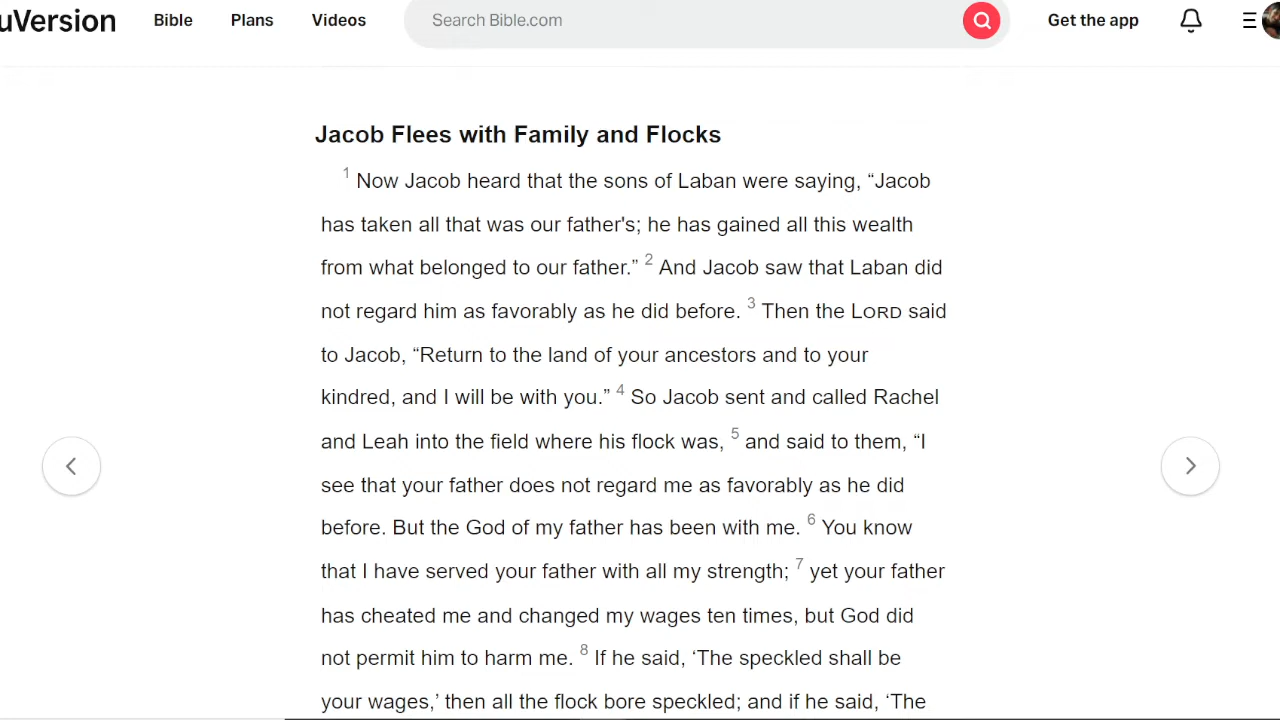 uVersion Bible Plans Videos Search Bible.com Get the app
Jacob Flees with Family and Flocks
1 Now Jacob heard that the sons of Laban were saying, “Jacob
has taken all that was our father's; he has gained all this wealth
from what belonged to our father.” 2 And Jacob saw that Laban did
not regard him as favorably as he did before. 3 Then the LORD said
to Jacob, “Return to the land of your ancestors and to your
kindred, and I will be with you.” 4 So Jacob sent and called Rachel
and Leah into the field where his flock was, 5 and said to them, “I
see that your father does not regard me as favorably as he did
before. But the God of my father has been with me. 6 You know
that I have served your father with all my strength; 7 yet your father
has cheated me and changed my wages ten times, but God did
not permit him to harm me. 8 If he said, ‘The speckled shall be
your wages,’ then all the flock bore speckled; and if he said, ‘The